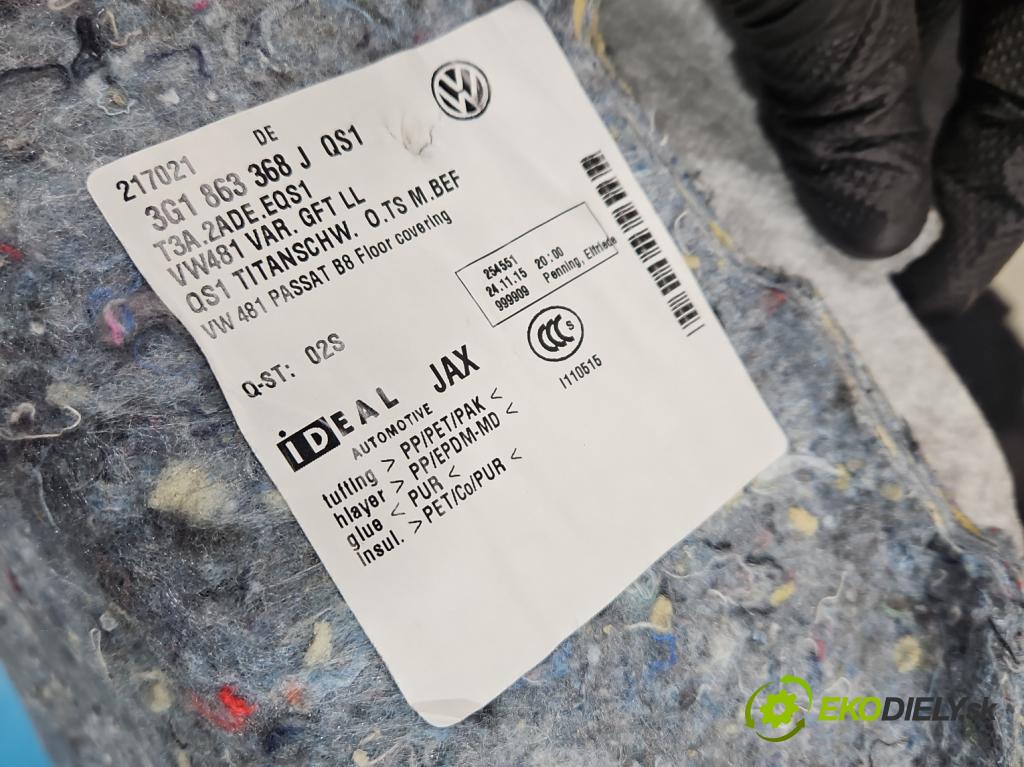 217021 DE
3G1 863 368 J QS1
T3A.2ADE.EQS1
VW481 VAR. GFT LL
QS1 TITANSCHW. O.TS M.BEF
VW 481 PASSAT B8 Floor covering
Q-ST: 02S
254551
24.11.15 20:00
999909 Penning, Elfriede
CCC S
I110515
iDEAL JAX
AUTOMOTIVE
tufting > PP/PET/PAK <
hlayer > PP/EPDM-MD <
glue < PUR <
Insul. >PET/Co/PUR <
EKODIELY.sk